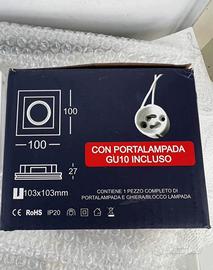 100
100
27
103x103mm
CON PORTALAMPADA
GU10 INCLUSO
CONTIENE 1 PEZZO COMPLETO DI
PORTALAMPADA E GHIERA/BLOCCO LAMPADA
CE RoHS IP20